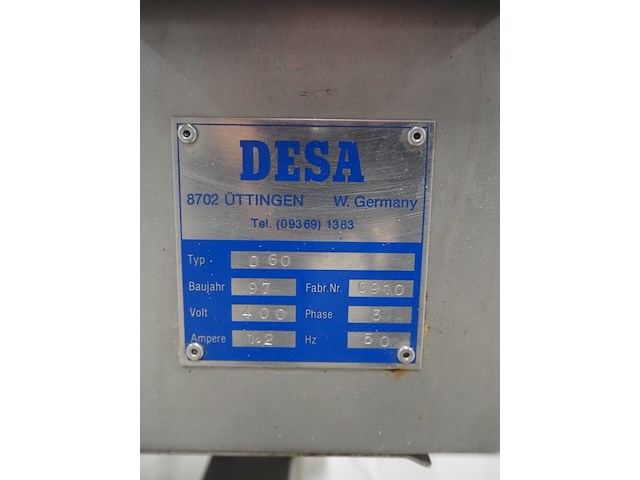 DESA
8702 ÜTTINGEN W. Germany
Tel. (09369) 1383
Typ D 60
Baujahr 97 Fabr.Nr. 0910
Volt 400 Phase 3
Ampere 1.2 Hz 50